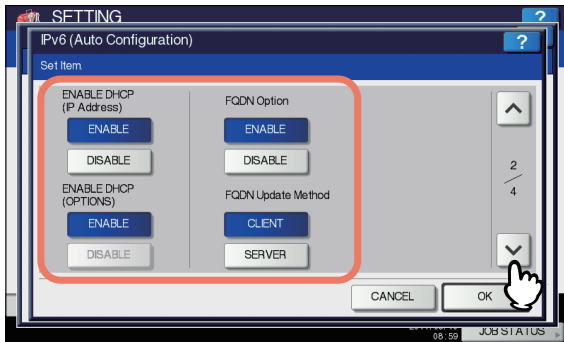 SETTING
?
IPv6 (Auto Configuration)
?
Set Item.
ENABLE DHCP
(IP Address)
ENABLE
DISABLE
ENABLE DHCP
(OPTIONS)
ENABLE
DISABLE
FQDN Option
ENABLE
DISABLE
FQDN Update Method
CLIENT
SERVER
2
4
CANCEL
OK
08:59
JOB STATUS